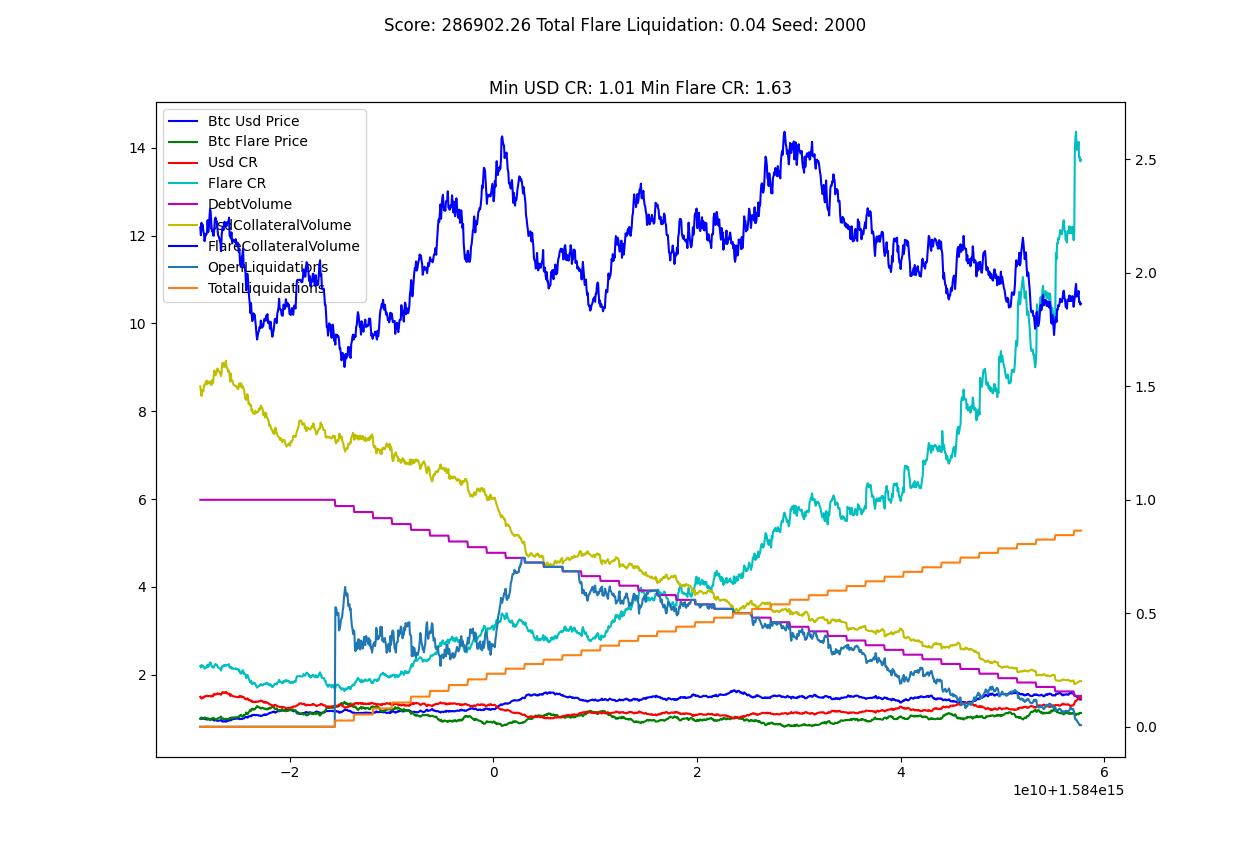 Score: 286902.26 Total Flare Liquidation: 0.04 Seed: 2000
Min USD CR: 1.01 Min Flare CR: 1.63
Btc Usd Price
Btc Flare Price
Usd CR
Flare CR
DebtVolume
UsdCollateralVolume
FlareCollateralVolume
OpenLiquidations
TotalLiquidations
14
12
10
8
6
4
2
2.5
2.0
1.5
1.0
0.5
0.0
−2
0
2
4
6
1e10+1.584e15